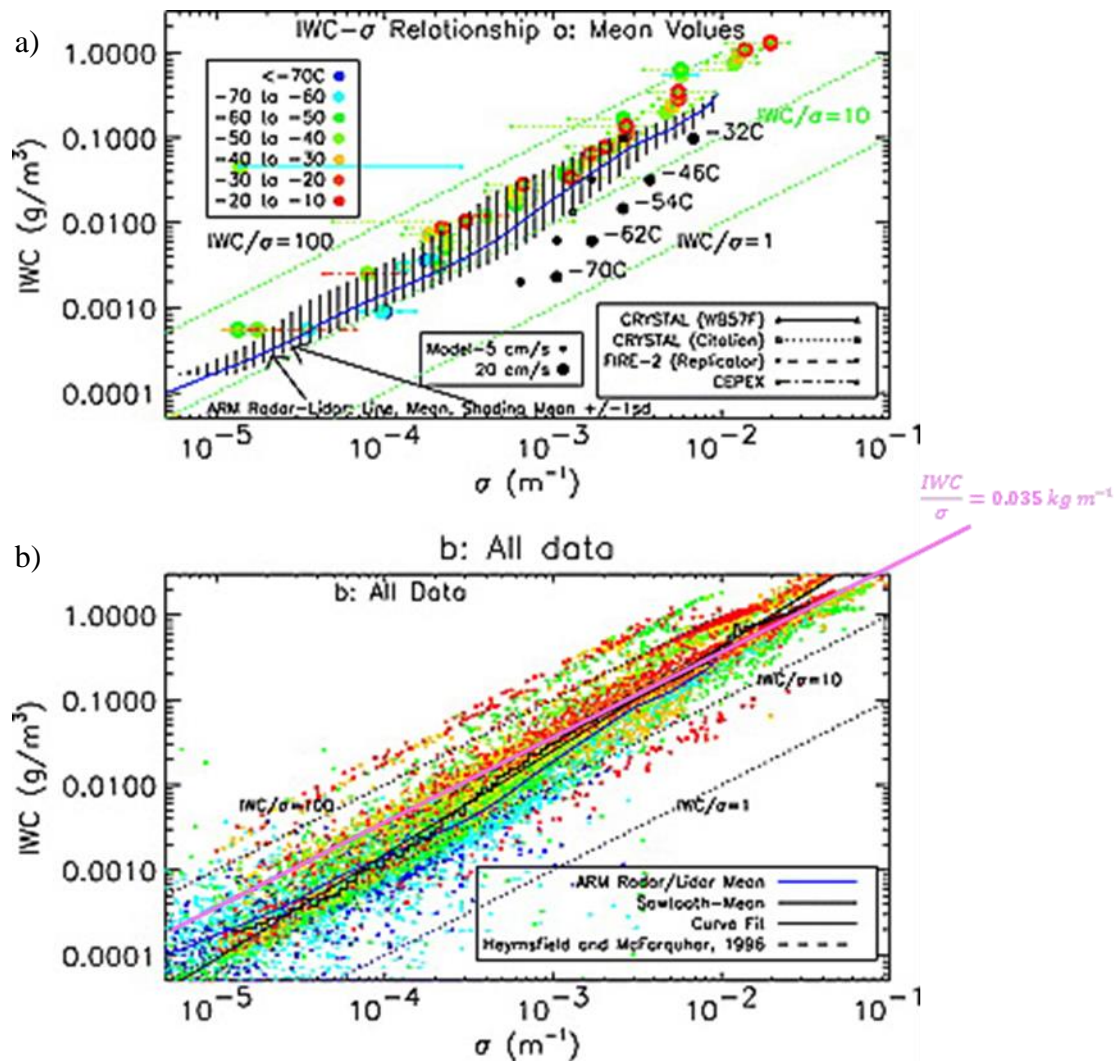 a)
IWC-σ Relationship a: Mean Values
1.0000
0.1000
0.0100
0.0010
0.0001
IWC (g/m³)
<-70C
-70 to -60
-60 to -50
-50 to -40
-40 to -30
-30 to -20
-20 to -10
IWC/σ=100
IWC/σ=10
IWC/σ=1
-32C
-46C
-54C
-62C
-70C
Model-5 cm/s
20 cm/s
CRYSTAL (WB57F)
CRYSTAL (Citation)
FIRE-2 (Replicator)
CEPEX
ARM Radar-Lidar: Line, Mean, Shading Mean +/-1sd
10⁻⁵ 10⁻⁴ 10⁻³ 10⁻² 10⁻¹
σ (m⁻¹)
IWC/σ = 0.035 kg m⁻¹
b)
b: All data
b: All Data
1.0000
0.1000
0.0100
0.0010
0.0001
IWC (g/m³)
IWC/σ=100
IWC/σ=10
IWC/σ=1
ARM Radar/Lidar Mean
Sawtooth-Mean
Curve Fit
Heymsfield and McFarquhar, 1996
10⁻⁵ 10⁻⁴ 10⁻³ 10⁻² 10⁻¹
σ (m⁻¹)